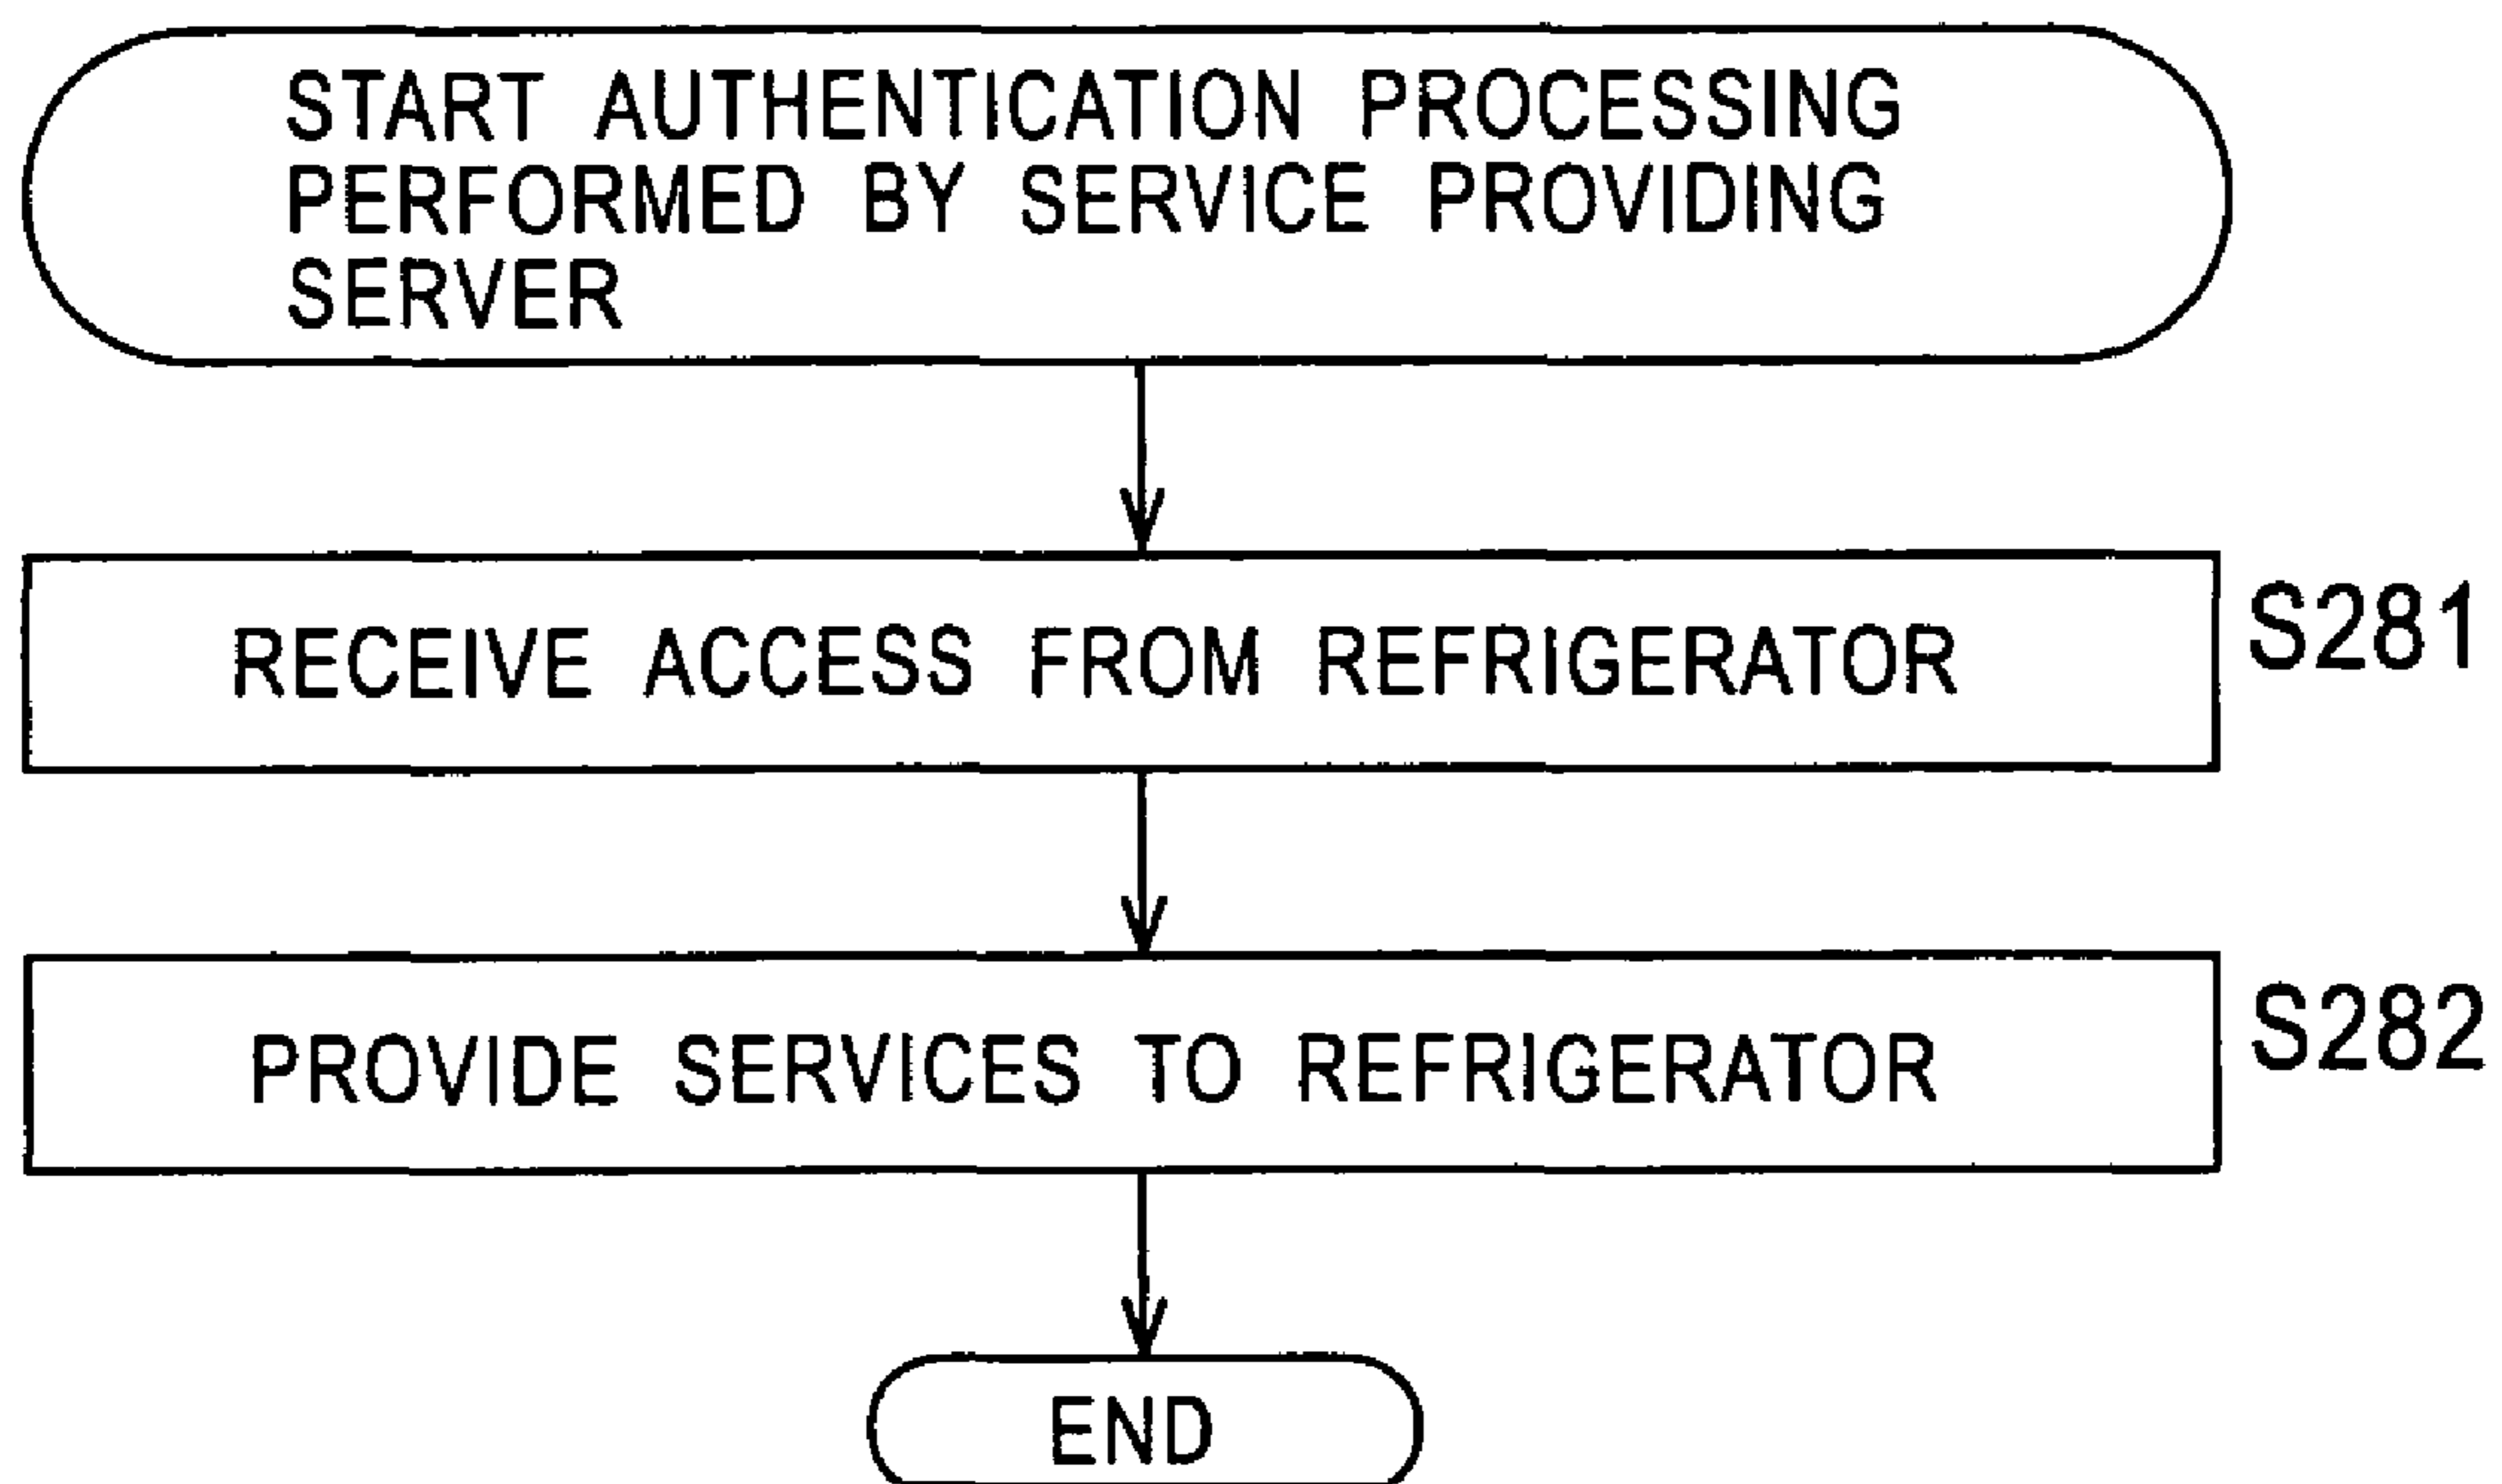 START AUTHENTICATION PROCESSING
PERFORMED BY SERVICE PROVIDING
SERVER
RECEIVE ACCESS FROM REFRIGERATOR
S281
PROVIDE SERVICES TO REFRIGERATOR
S282
END